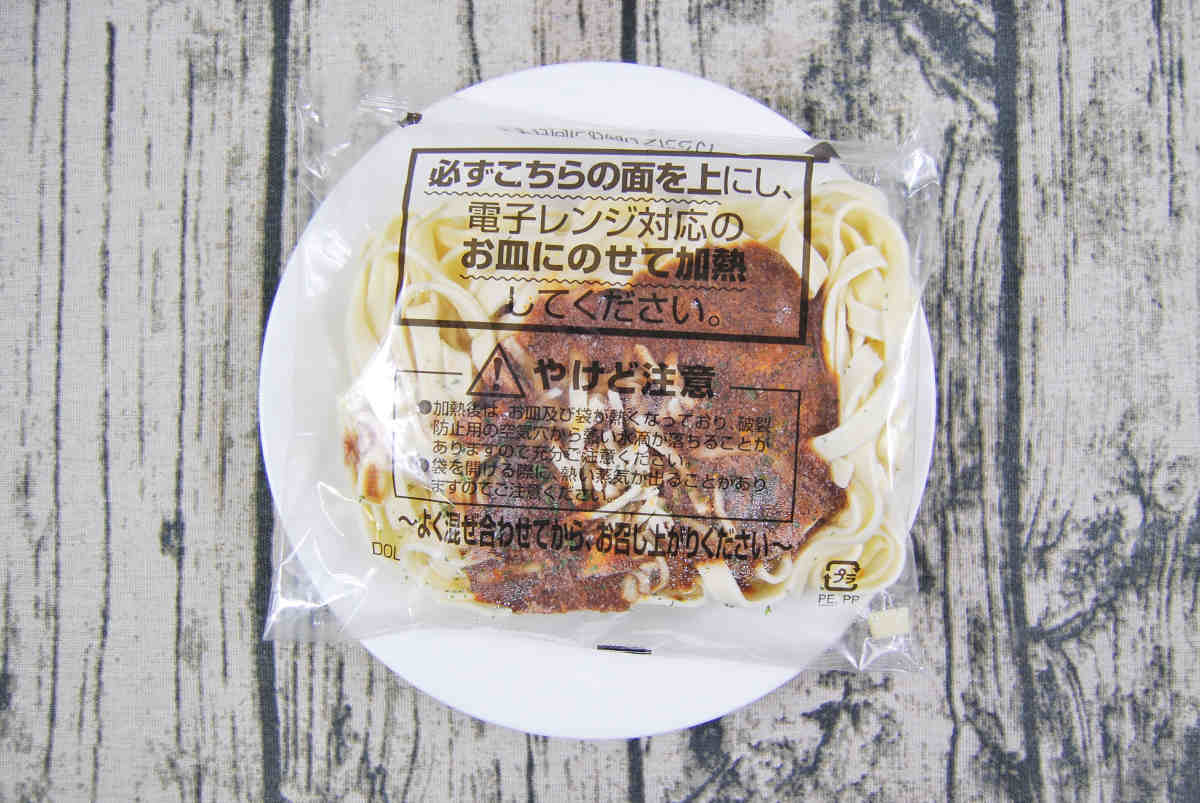 必ずこちらの面を上にし、
電子レンジ対応の
お皿にのせて加熱
してください。
やけど注意
●加熱後は、お皿及び袋が熱くなっており、破裂
防止用の空気穴から熱い水滴が落ちることが
ありますので充分ご注意ください。
●袋を開ける際に、熱い蒸気が出ることがあり
ますのでご注意ください。
〜よく混ぜ合わせてから、お召し上がりください〜
DOL
プラ
PE, PP